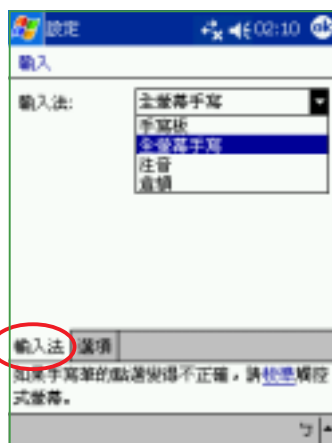 設定 02:10 ok
輸入
輸入法: 全螢幕手寫
手寫板
全螢幕手寫
注音
倉頡
輸入法 選項
如果手寫筆的點選變得不正確，請校準觸控
式螢幕。
ㄅ